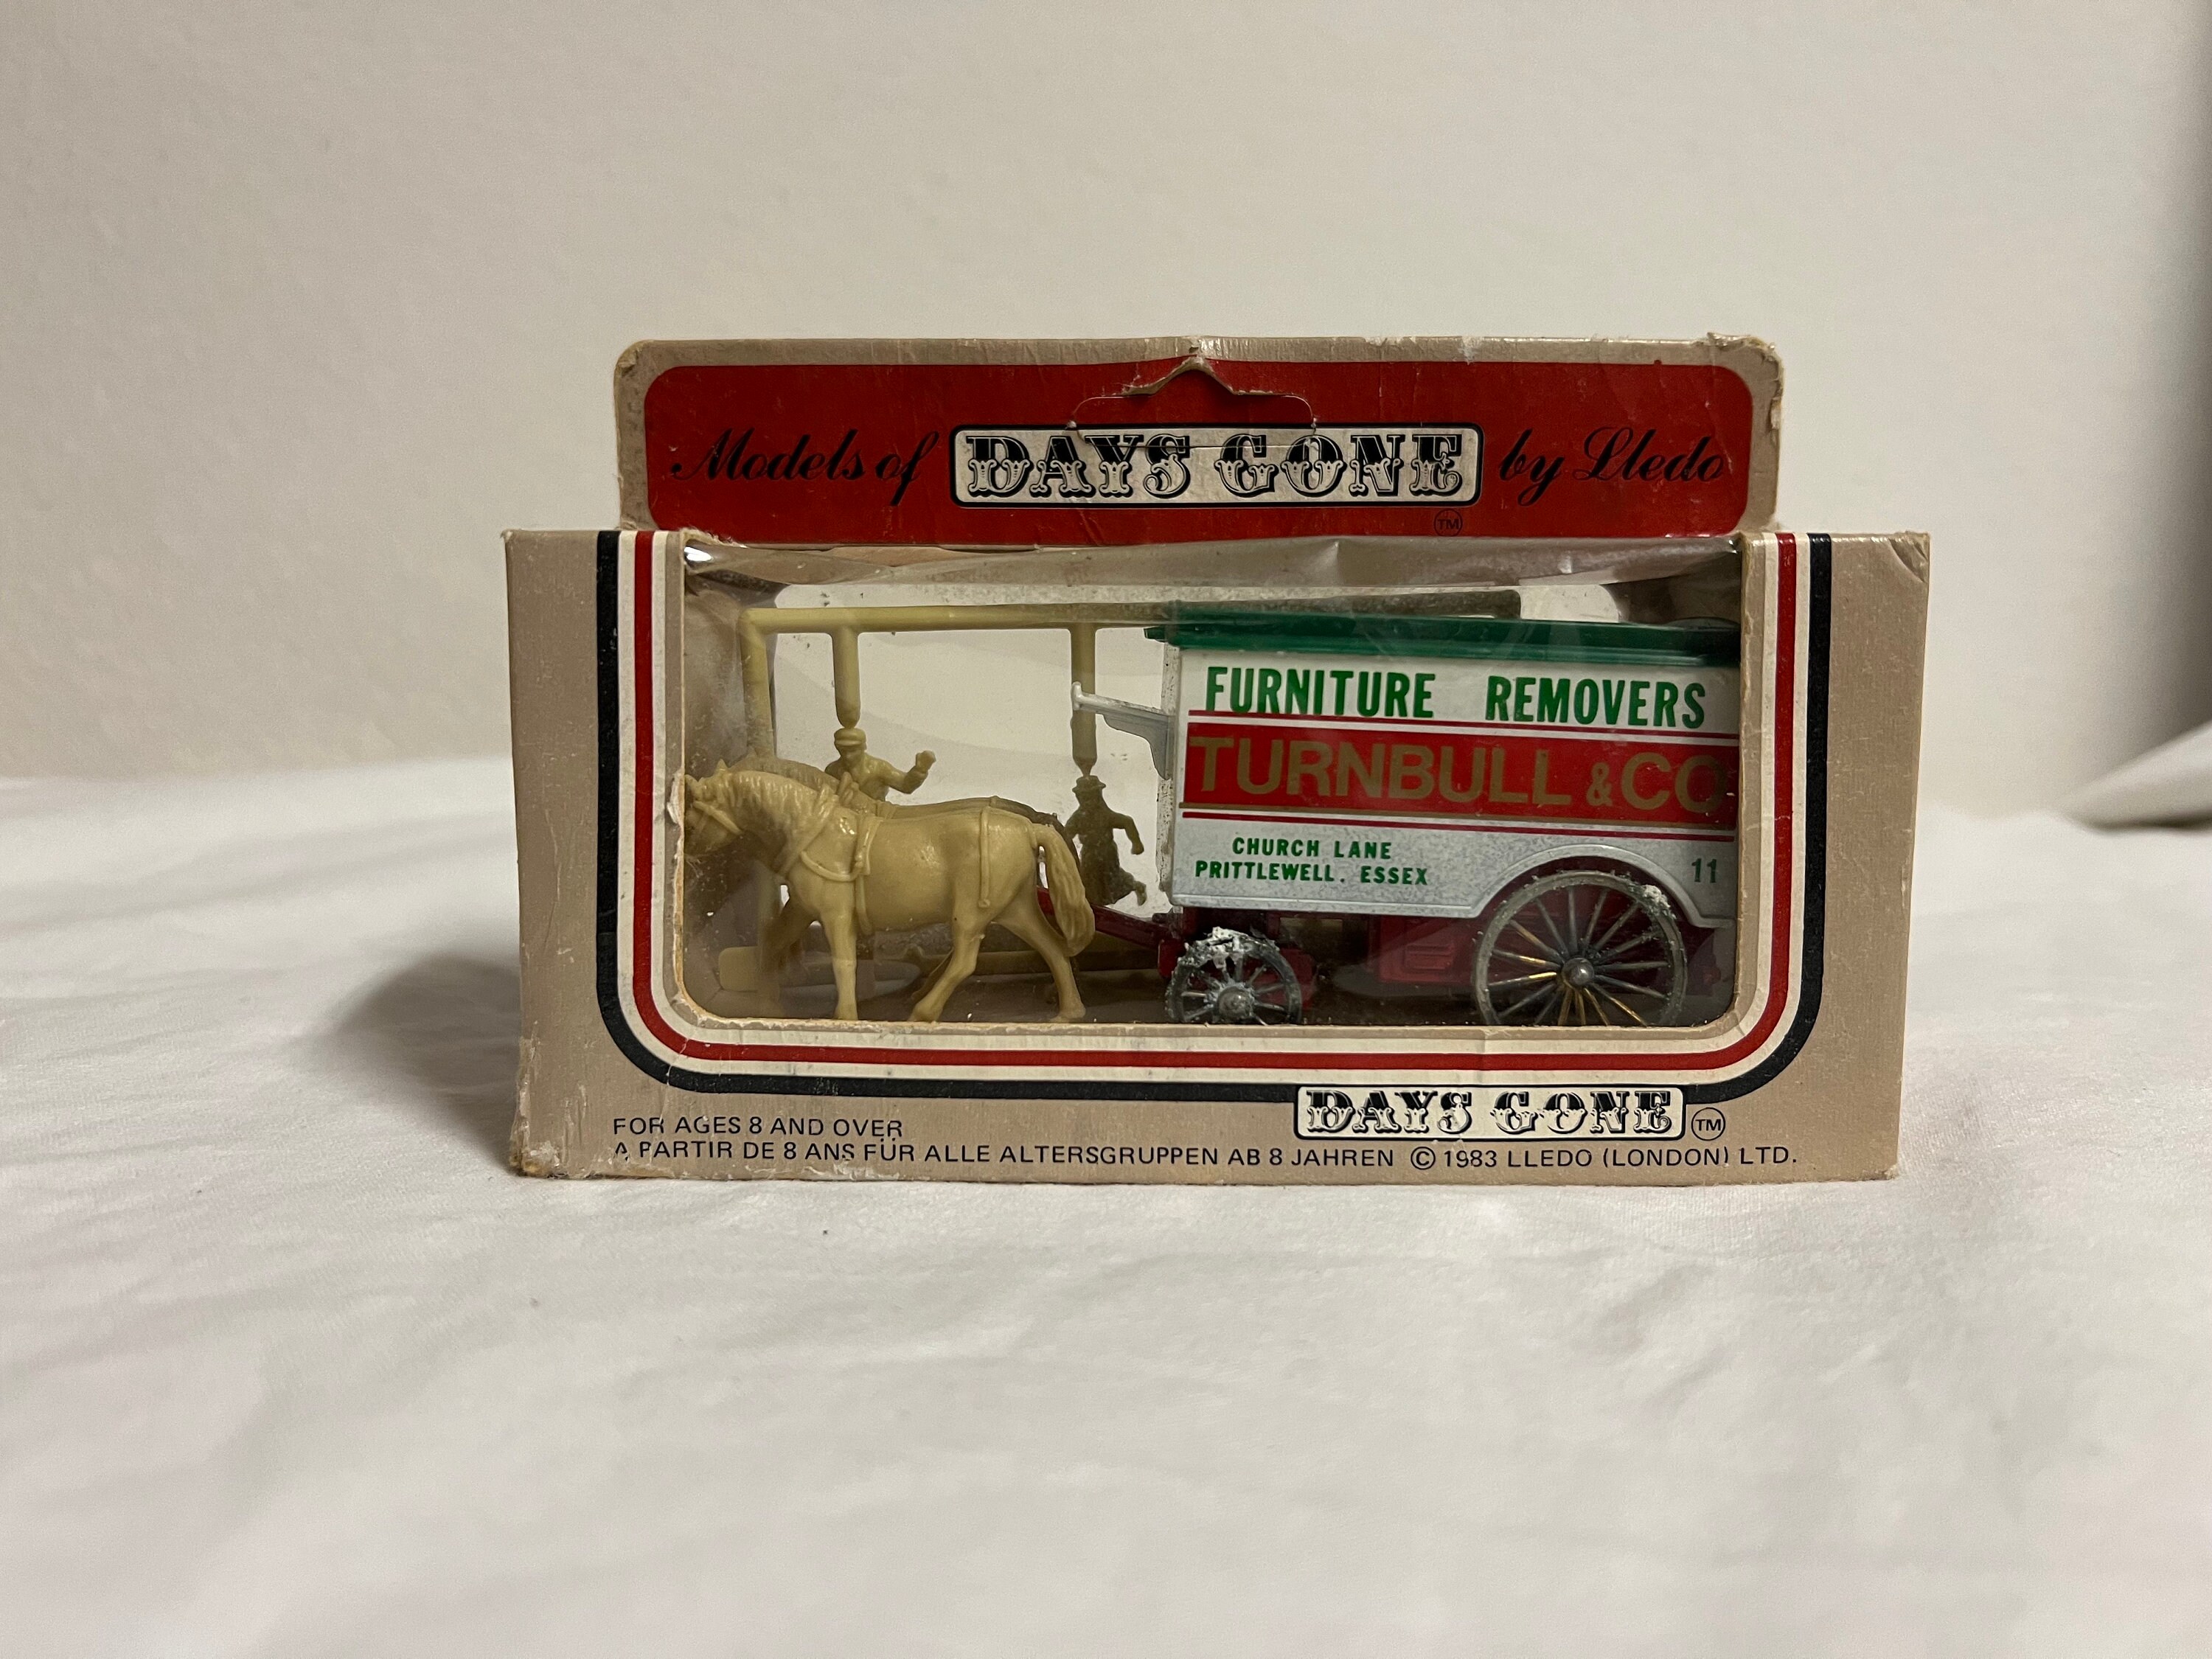 Models of DAYS GONE by Lledo
TM
FURNITURE REMOVERS
TURNBULL & CO
CHURCH LANE
PRITTLEWELL. ESSEX
11
DAYS GONE TM
FOR AGES 8 AND OVER
A PARTIR DE 8 ANS FÜR ALLE ALTERSGRUPPEN AB 8 JAHREN © 1983 LLEDO (LONDON) LTD.